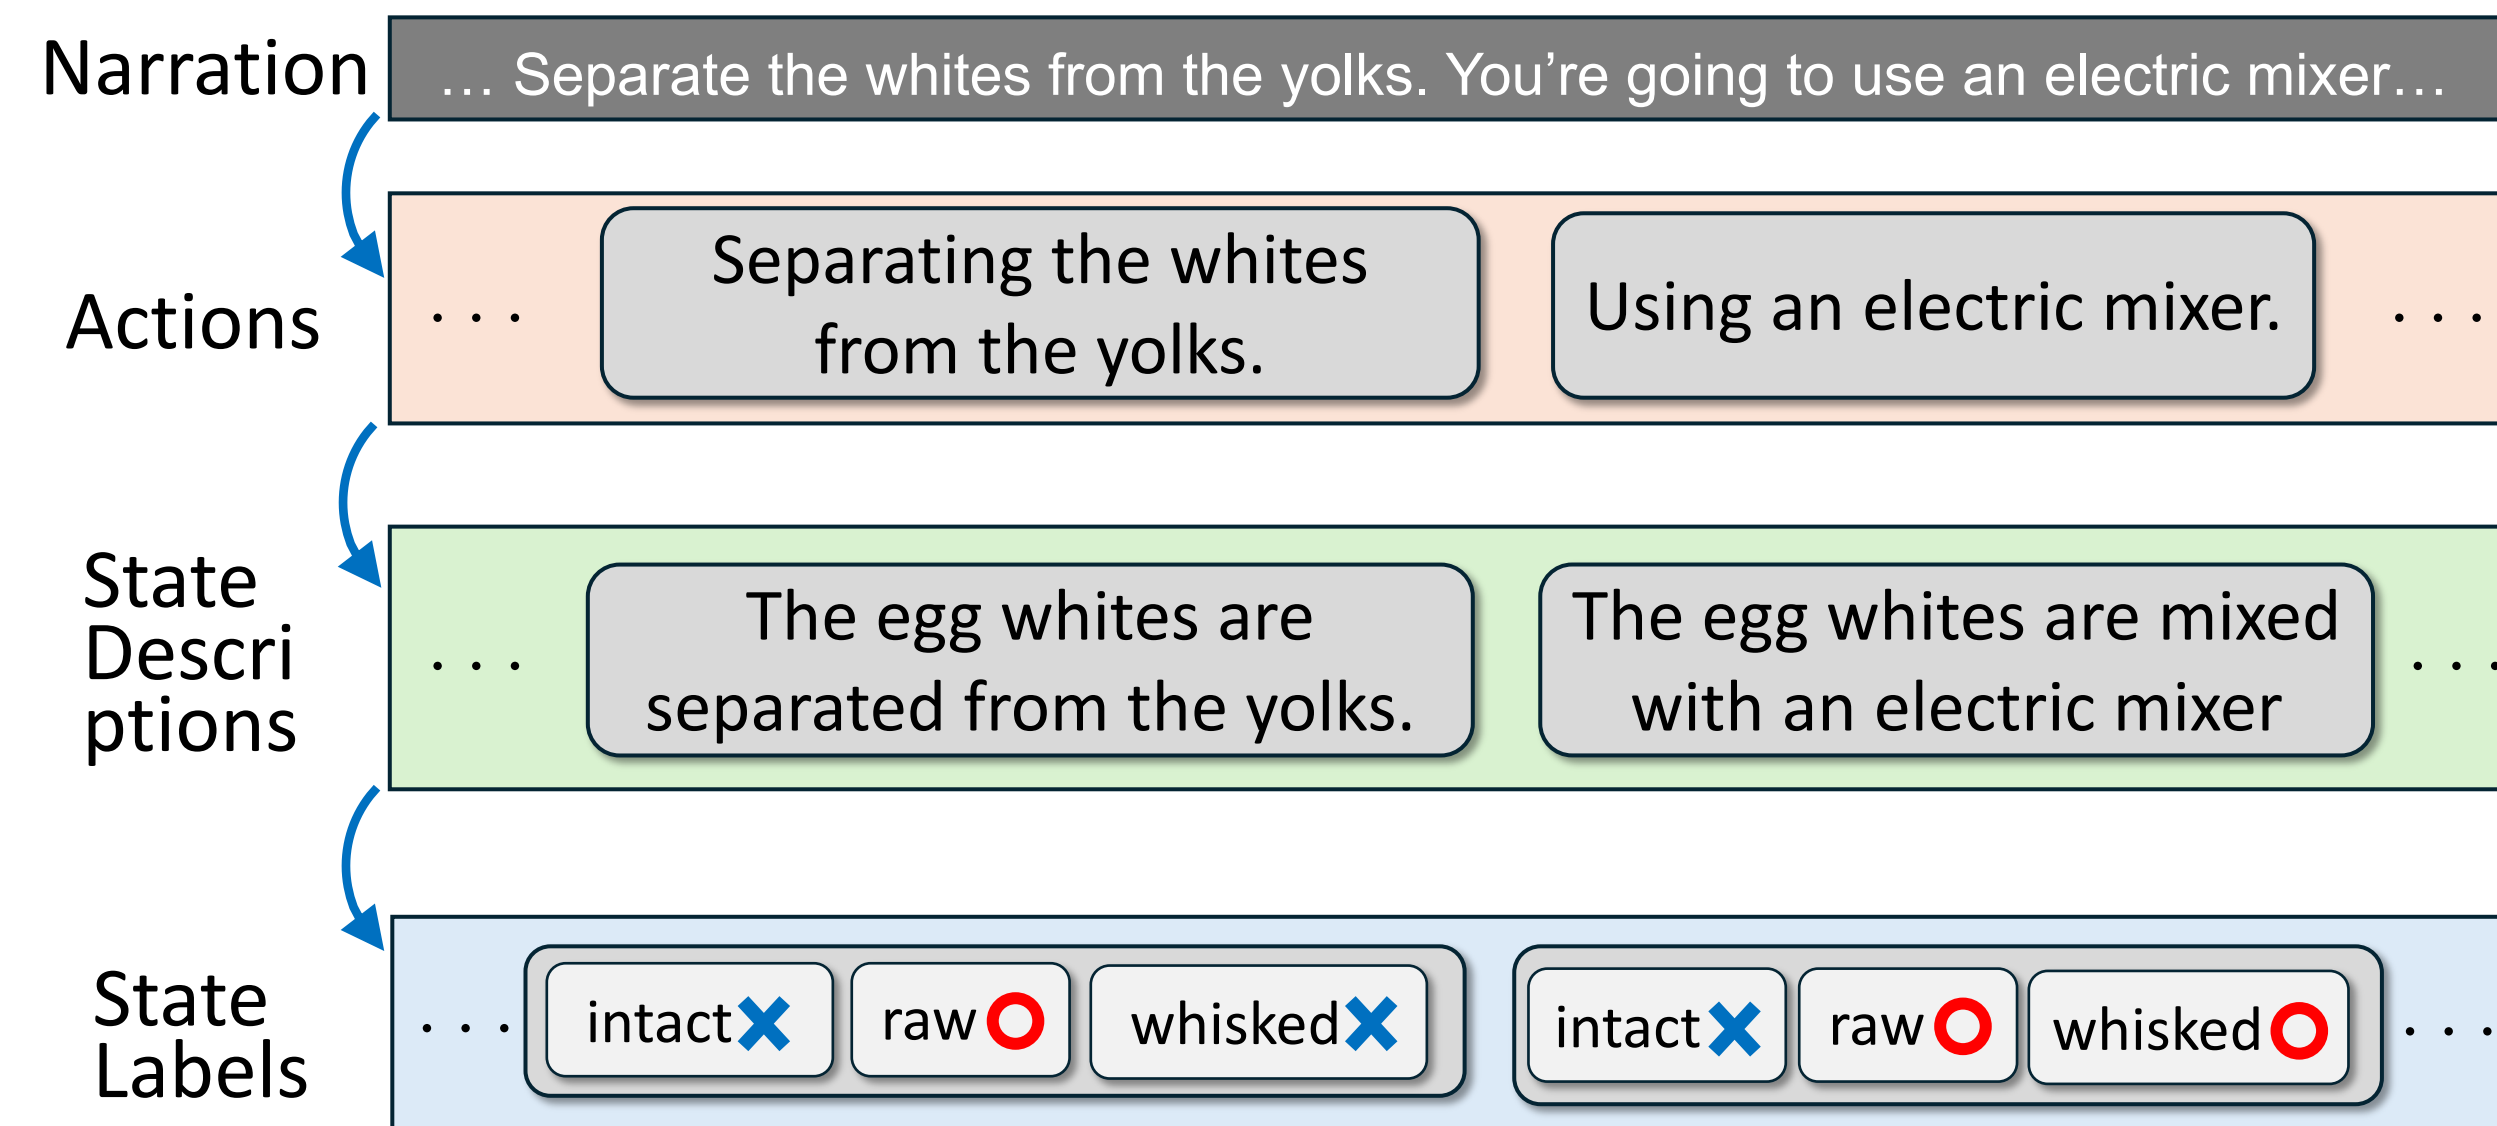 Narration
... Separate the whites from the yolks. You're going to use an electric mixer...
Actions
...
Separating the whites
from the yolks.
Using an electric mixer.
...
State
Descri
ptions
...
The egg whites are
separated from the yolks.
The egg whites are mixed
with an electric mixer
...
State
Labels
...
intact
raw
whisked
intact
raw
whisked
...